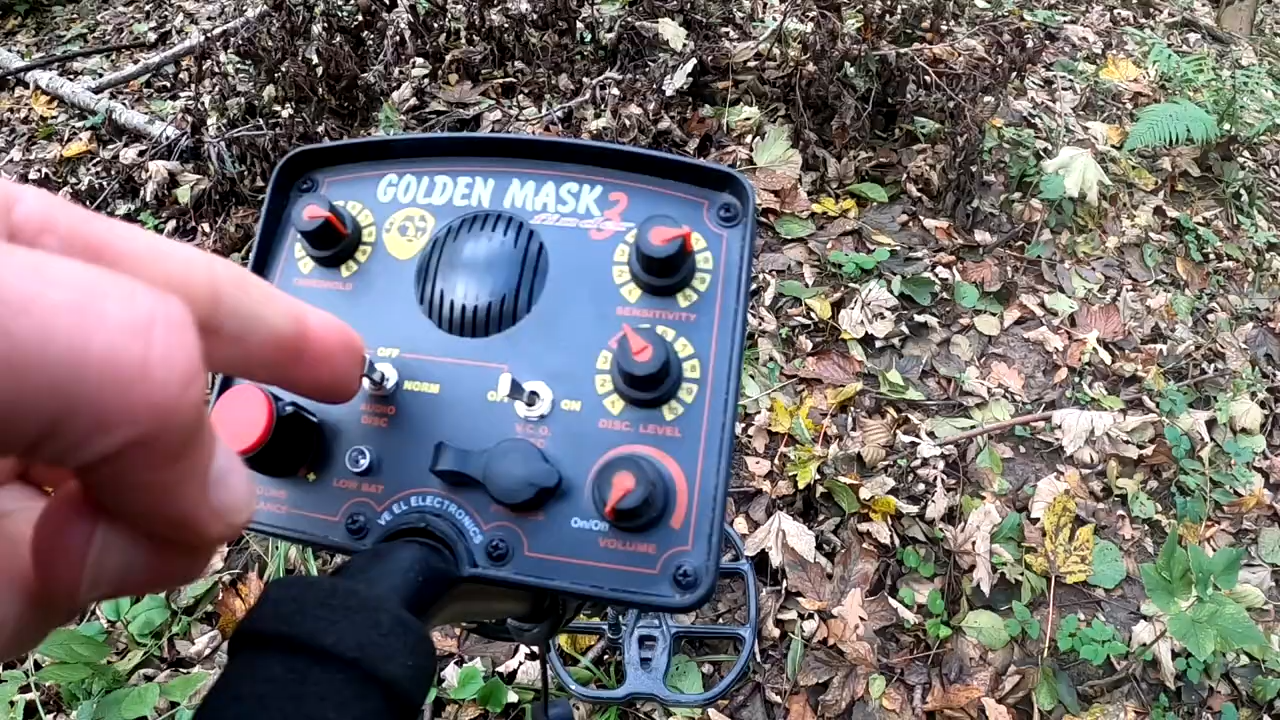 GOLDEN MASK 3
finder
THRESHOLD
SENSITIVITY
OFF
NORM
AUDIO
DISC
ON
V.C.O.
DISC. LEVEL
LOW BAT
VE EL ELECTRONICS
On/Off
VOLUME